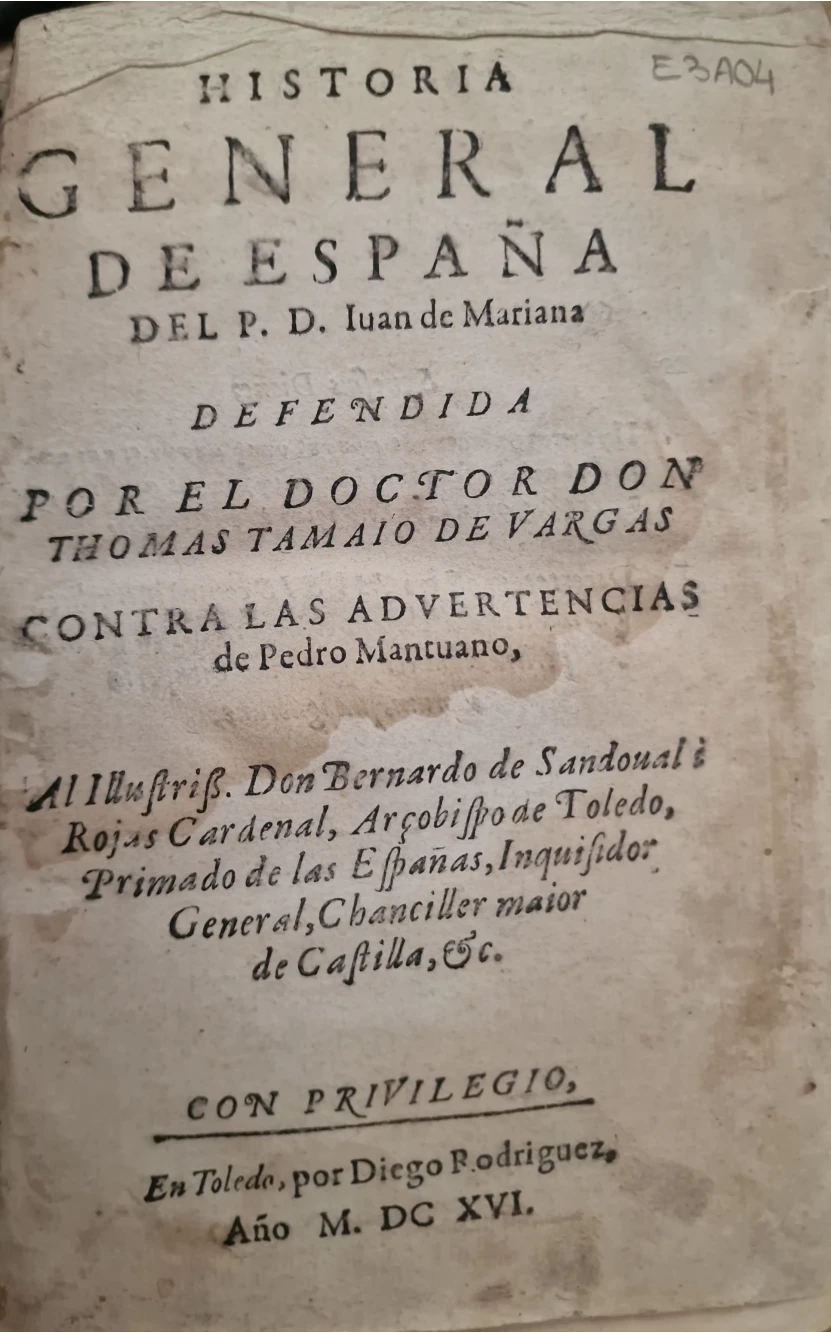 E3A04
HISTORIA
GENERAL
DE ESPAÑA
DEL P. D. Iuan de Mariana
DEFENDIDA
POR EL DOCTOR DON
THOMAS TAMAIO DE VARGAS
CONTRA LAS ADVERTENCIAS
de Pedro Mantuano,
Al Illuſtriß. Don Bernardo de Sandoual ì
Rojas Cardenal, Arçobiſpo de Toledo,
Primado de las Eſpañas, Inquiſidor
General, Chanciller maior
de Caſtilla, &c.
CON PRIVILEGIO,
En Toledo, por Diego Rodriguez,
Año M. DC XVI.